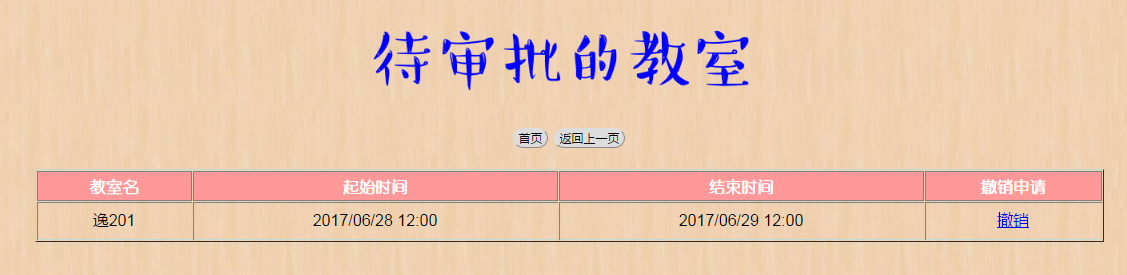 待审批的教室
首页 返回上一页
教室名 起始时间 结束时间 撤销申请
逸201 2017/06/28 12:00 2017/06/29 12:00 撤销